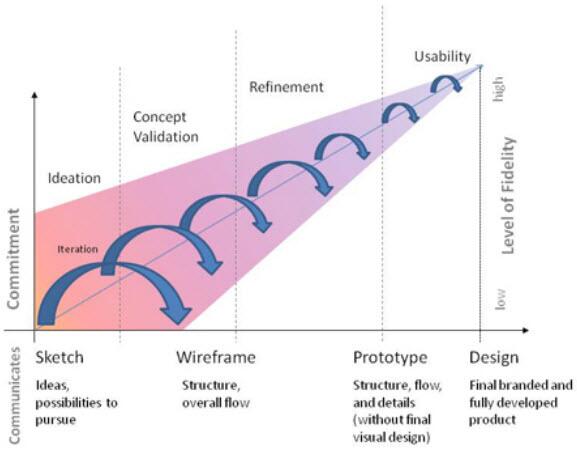 Usability
Refinement
Concept
Validation
Ideation
Iteration
Commitment
high
Level of Fidelity
low
Communicates
Sketch
Ideas,
possibilities to
pursue
Wireframe
Structure,
overall flow
Prototype
Structure, flow,
and details
(without final
visual design)
Design
Final branded and
fully developed
product